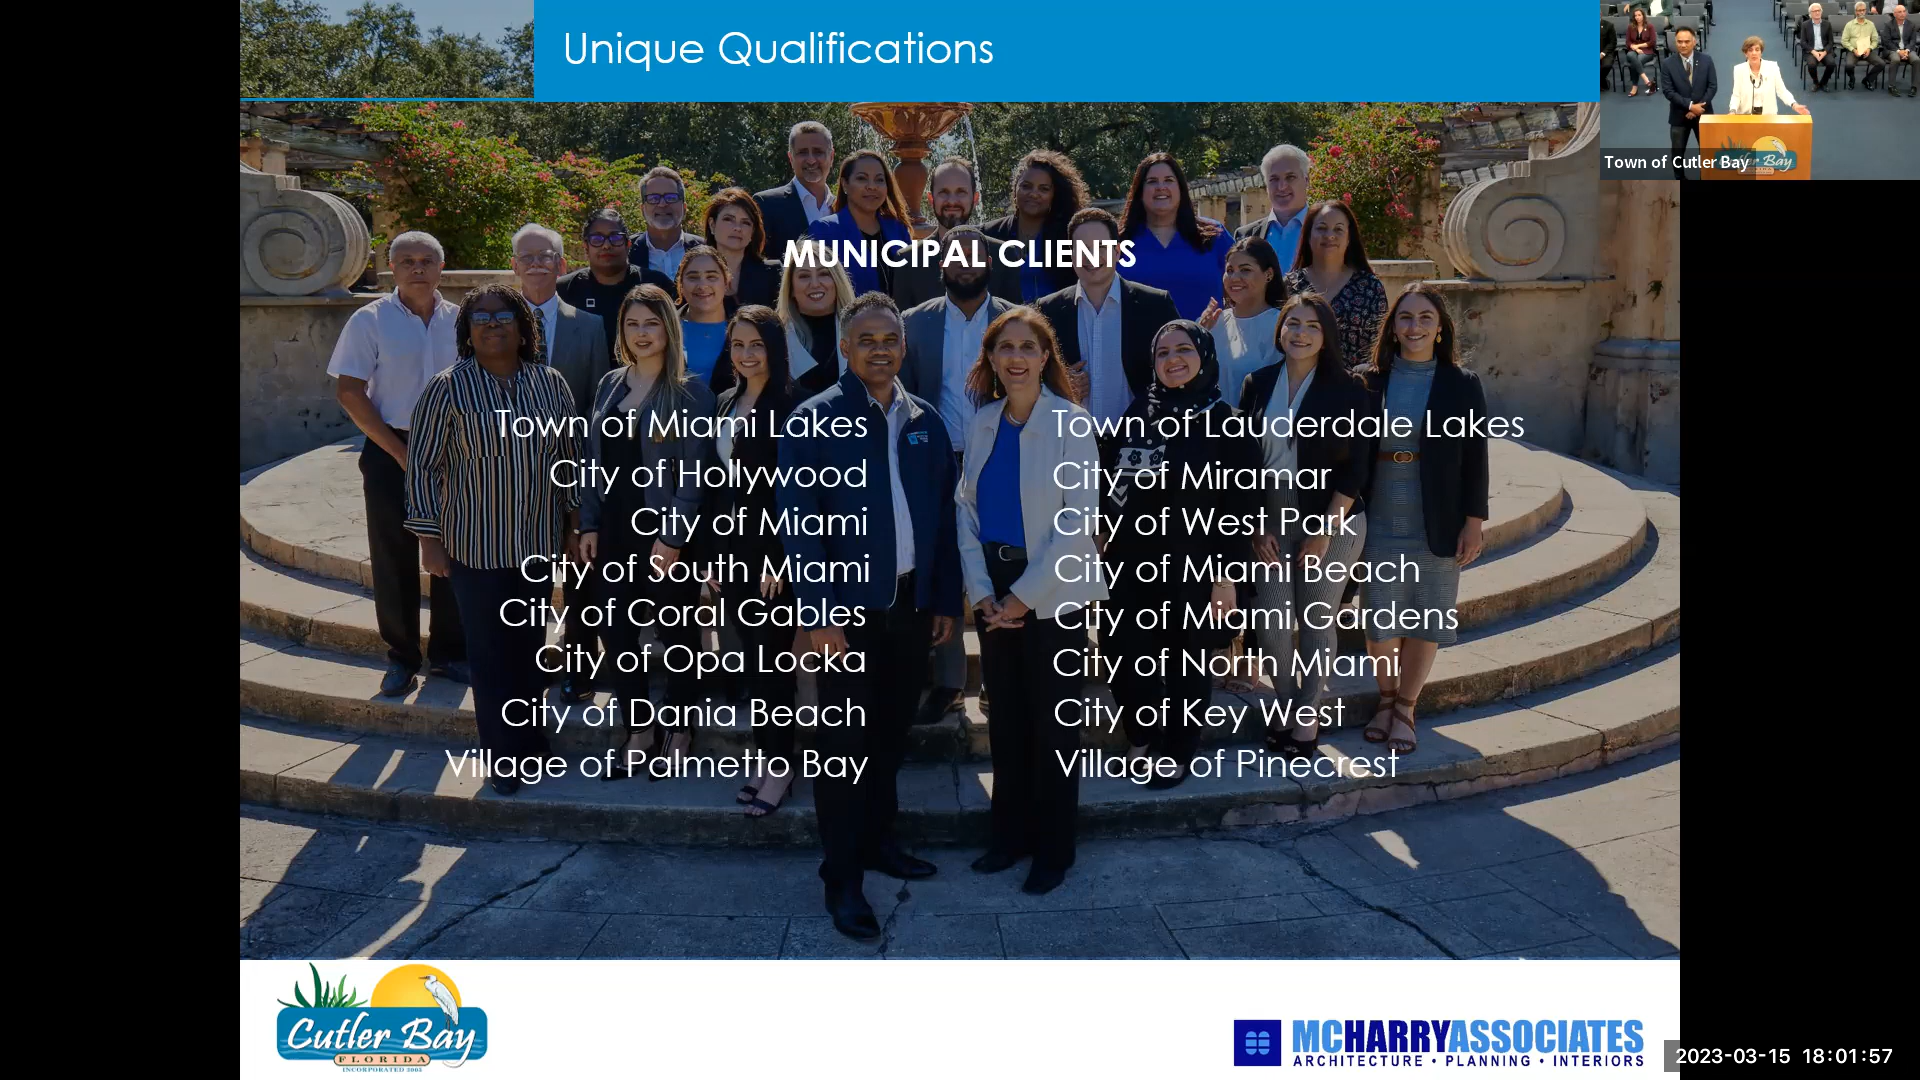 Unique Qualifications
Town of Cutler Bay
MUNICIPAL CLIENTS
Town of Miami Lakes
City of Hollywood
City of Miami
City of South Miami
City of Coral Gables
City of Opa Locka
City of Dania Beach
Village of Palmetto Bay
Town of Lauderdale Lakes
City of Miramar
City of West Park
City of Miami Beach
City of Miami Gardens
City of North Miami
City of Key West
Village of Pinecrest
Cutler Bay
FLORIDA
INCORPORATED 2005
MCHARRYASSOCIATES
ARCHITECTURE • PLANNING • INTERIORS
2023-03-15 18:01:57